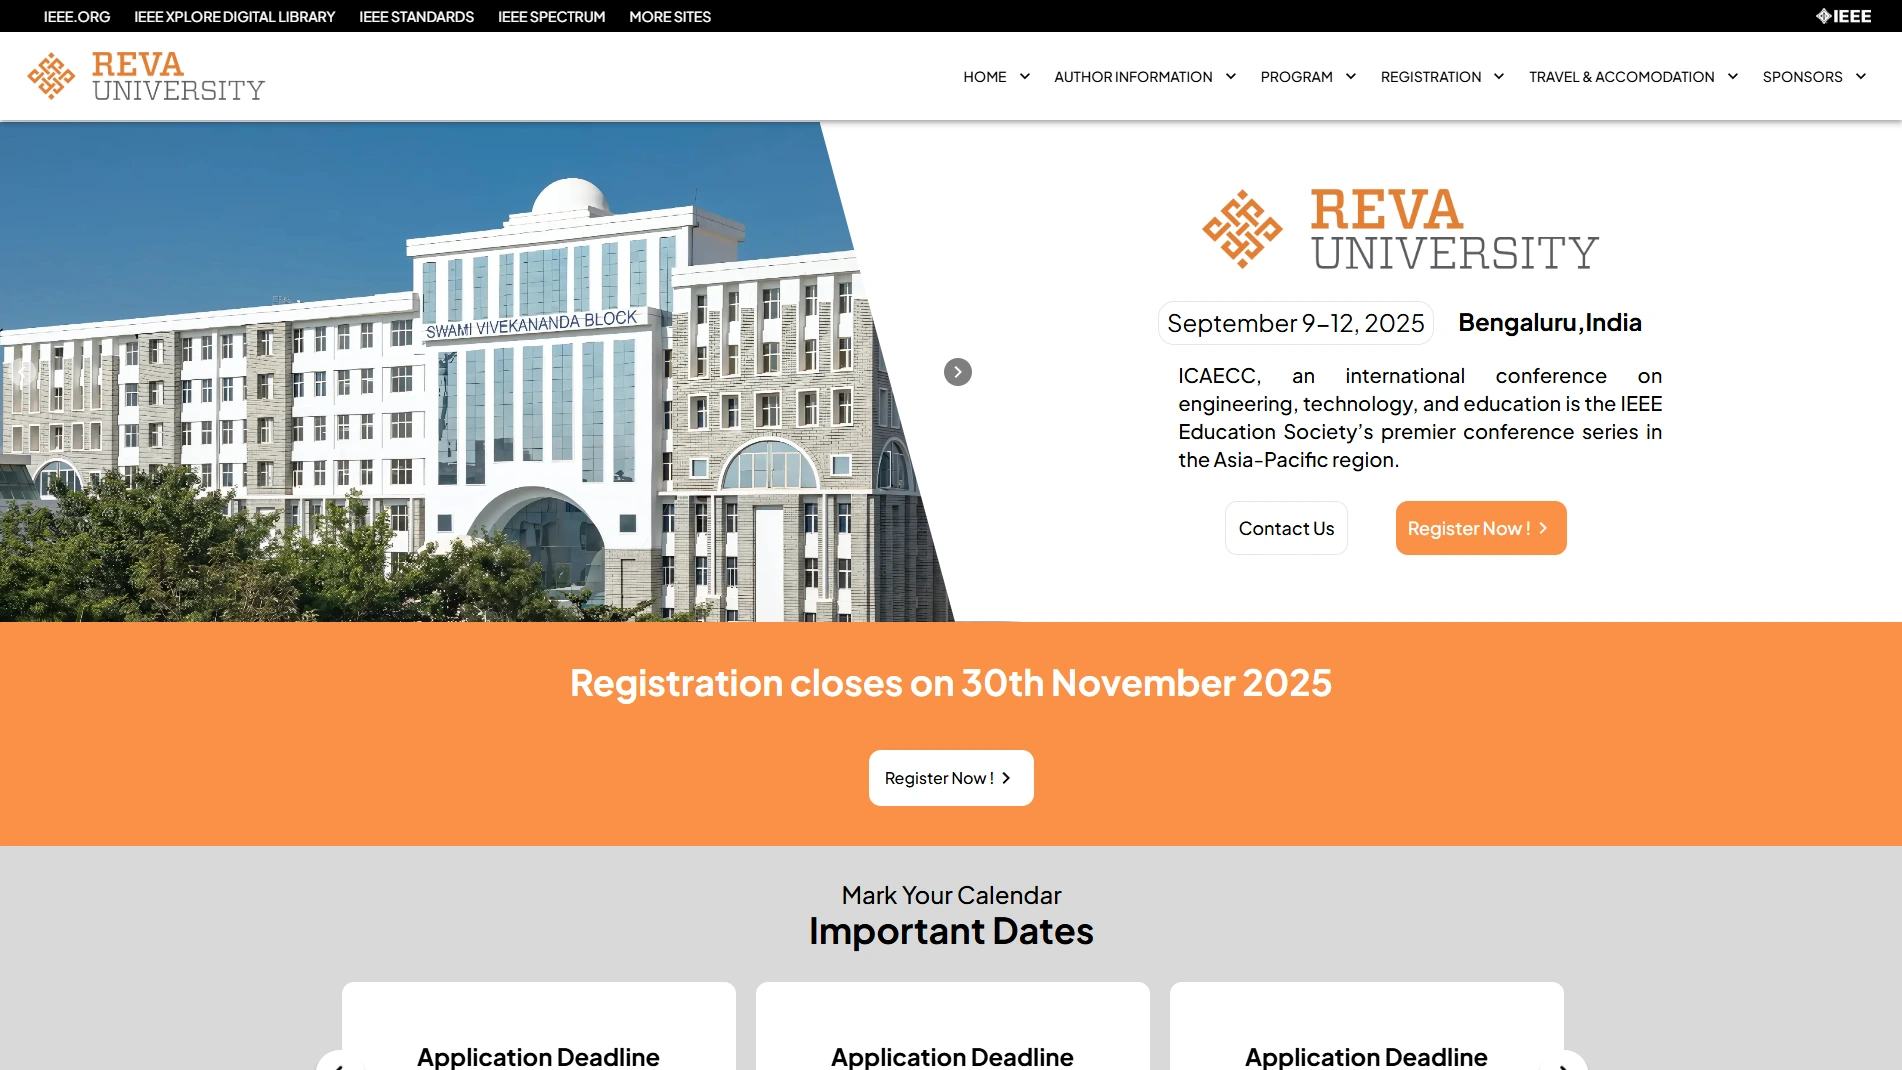 IEEE.ORG IEEE XPLORE DIGITAL LIBRARY IEEE STANDARDS IEEE SPECTRUM MORE SITES IEEE
REVA
UNIVERSITY
HOME AUTHOR INFORMATION PROGRAM REGISTRATION TRAVEL & ACCOMODATION SPONSORS
SWAMI VIVEKANANDA BLOCK
REVA
UNIVERSITY
September 9-12, 2025 Bengaluru,India
ICAECC, an international conference on
engineering, technology, and education is the IEEE
Education Society's premier conference series in
the Asia-Pacific region.
Contact Us Register Now !
Registration closes on 30th November 2025
Register Now !
Mark Your Calendar
Important Dates
Application Deadline Application Deadline Application Deadline